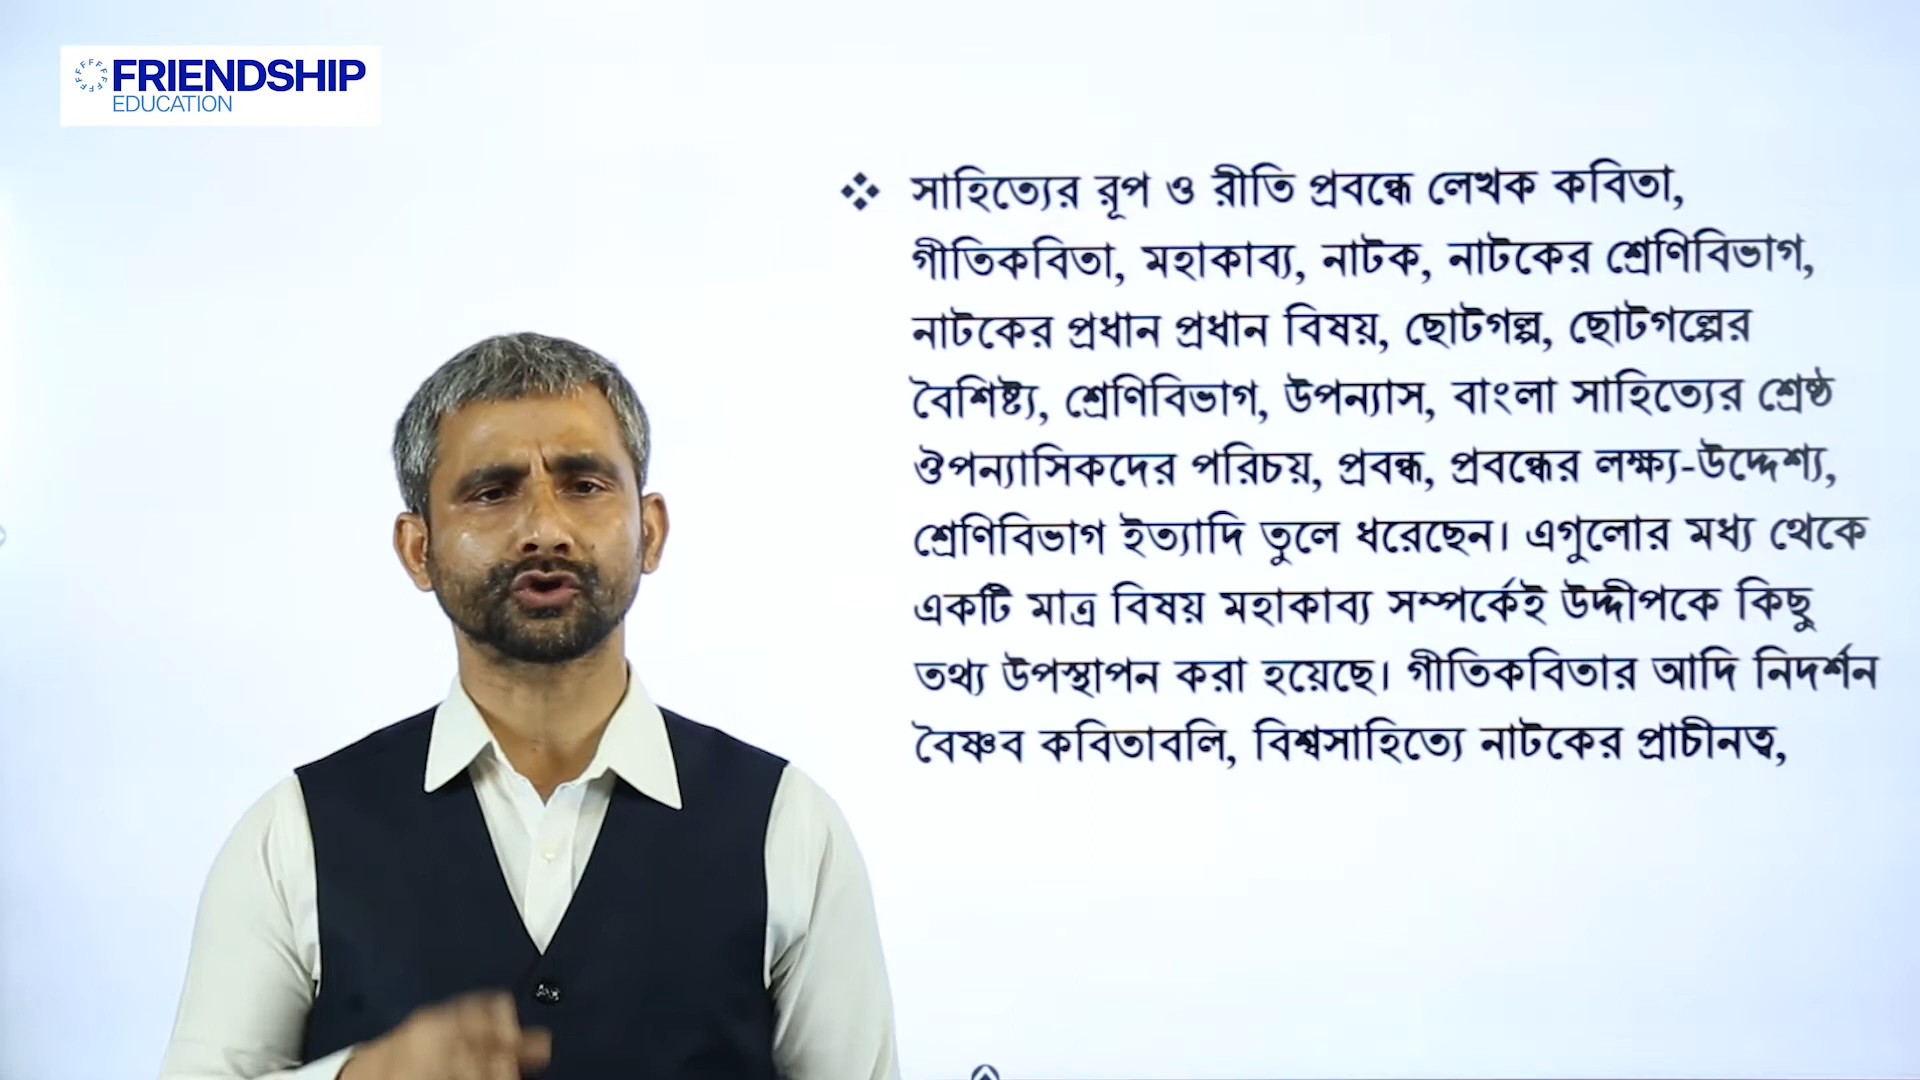 FRIENDSHIP
EDUCATION
❖ সাহিত্যের রূপ ও রীতি প্রবন্ধে লেখক কবিতা,
গীতিকবিতা, মহাকাব্য, নাটক, নাটকের শ্রেণিবিভাগ,
নাটকের প্রধান প্রধান বিষয়, ছোটগল্প, ছোটগল্পের
বৈশিষ্ট্য, শ্রেণিবিভাগ, উপন্যাস, বাংলা সাহিত্যের শ্রেষ্ঠ
ঔপন্যাসিকদের পরিচয়, প্রবন্ধ, প্রবন্ধের লক্ষ্য-উদ্দেশ্য,
শ্রেণিবিভাগ ইত্যাদি তুলে ধরেছেন। এগুলোর মধ্য থেকে
একটি মাত্র বিষয় মহাকাব্য সম্পর্কেই উদ্দীপকে কিছু
তথ্য উপস্থাপন করা হয়েছে। গীতিকবিতার আদি নিদর্শন
বৈষ্ণব কবিতাবলি, বিশ্বসাহিত্যে নাটকের প্রাচীনত্ব,